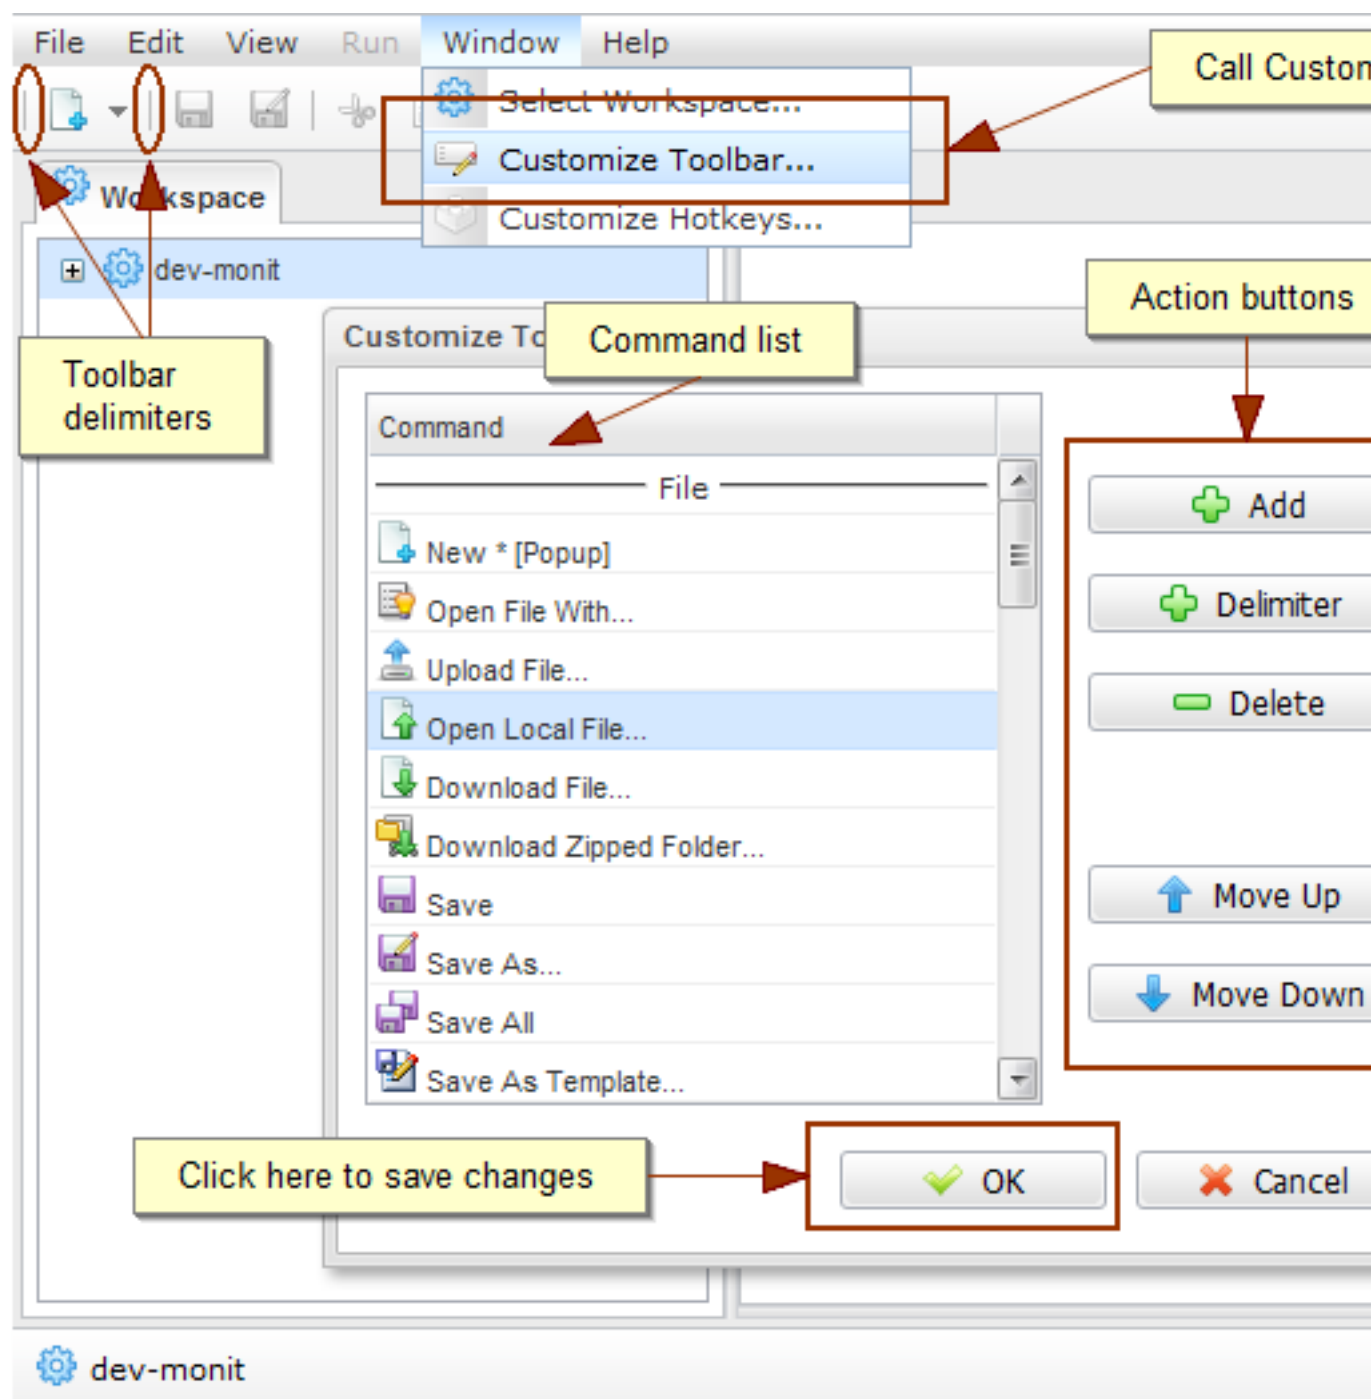 File Edit View Run Window Help
Call Custom
Select Workspace...
Customize Toolbar...
Customize Hotkeys...
Workspace
dev-monit
Action buttons
Customize To
Command list
Toolbar
delimiters
Command
File
New * [Popup]
Open File With...
Upload File...
Open Local File...
Download File...
Download Zipped Folder...
Save
Save As...
Save All
Save As Template...
Add
Delimiter
Delete
Move Up
Move Down
Click here to save changes
OK
Cancel
dev-monit